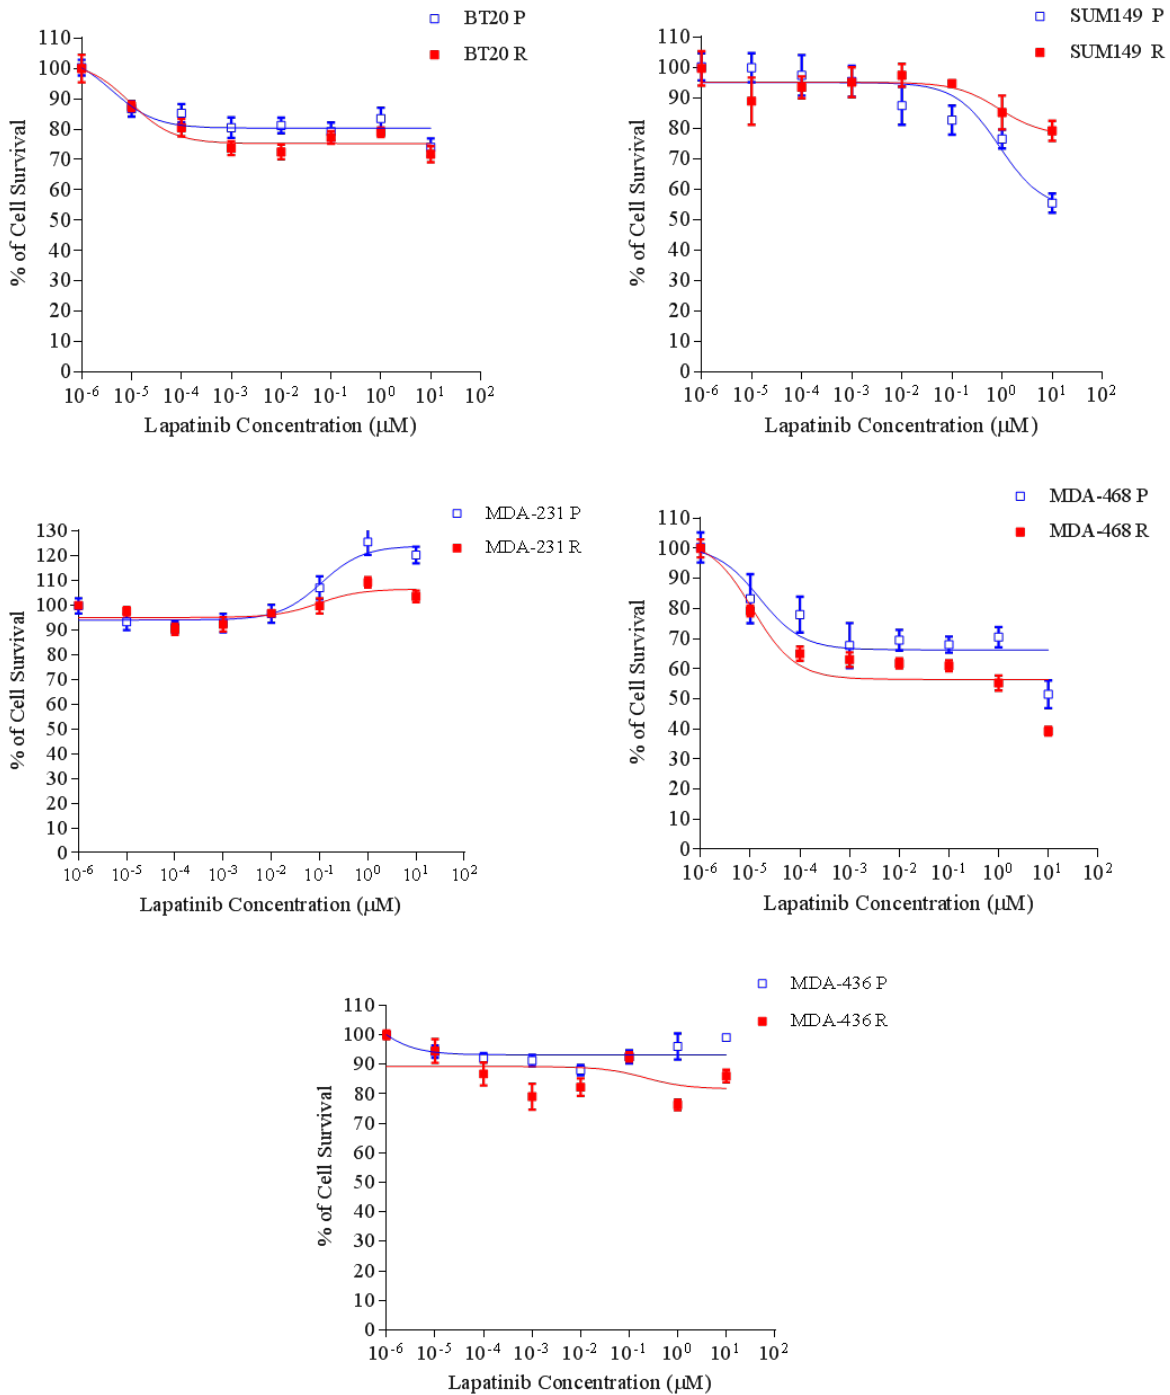 BT20 P
BT20 R
110
100
90
80
70
60
50
40
30
20
10
0
% of Cell Survival
10⁻⁶ 10⁻⁵ 10⁻⁴ 10⁻³ 10⁻² 10⁻¹ 10⁰ 10¹ 10²
Lapatinib Concentration (μM)
SUM149 P
SUM149 R
110
100
90
80
70
60
50
40
30
20
10
0
% of Cell Survival
10⁻⁶ 10⁻⁵ 10⁻⁴ 10⁻³ 10⁻² 10⁻¹ 10⁰ 10¹ 10²
Lapatinib Concentration (μM)
MDA-231 P
MDA-231 R
130
120
110
100
90
80
70
60
50
40
30
20
10
0
% of Cell Survival
10⁻⁶ 10⁻⁵ 10⁻⁴ 10⁻³ 10⁻² 10⁻¹ 10⁰ 10¹ 10²
Lapatinib Concentration (μM)
MDA-468 P
MDA-468 R
110
100
90
80
70
60
50
40
30
20
10
0
% of Cell Survival
10⁻⁶ 10⁻⁵ 10⁻⁴ 10⁻³ 10⁻² 10⁻¹ 10⁰ 10¹ 10²
Lapatinib Concentration (μM)
MDA-436 P
MDA-436 R
110
100
90
80
70
60
50
40
30
20
10
0
% of Cell Survival
10⁻⁶ 10⁻⁵ 10⁻⁴ 10⁻³ 10⁻² 10⁻¹ 10⁰ 10¹ 10²
Lapatinib Concentration (μM)